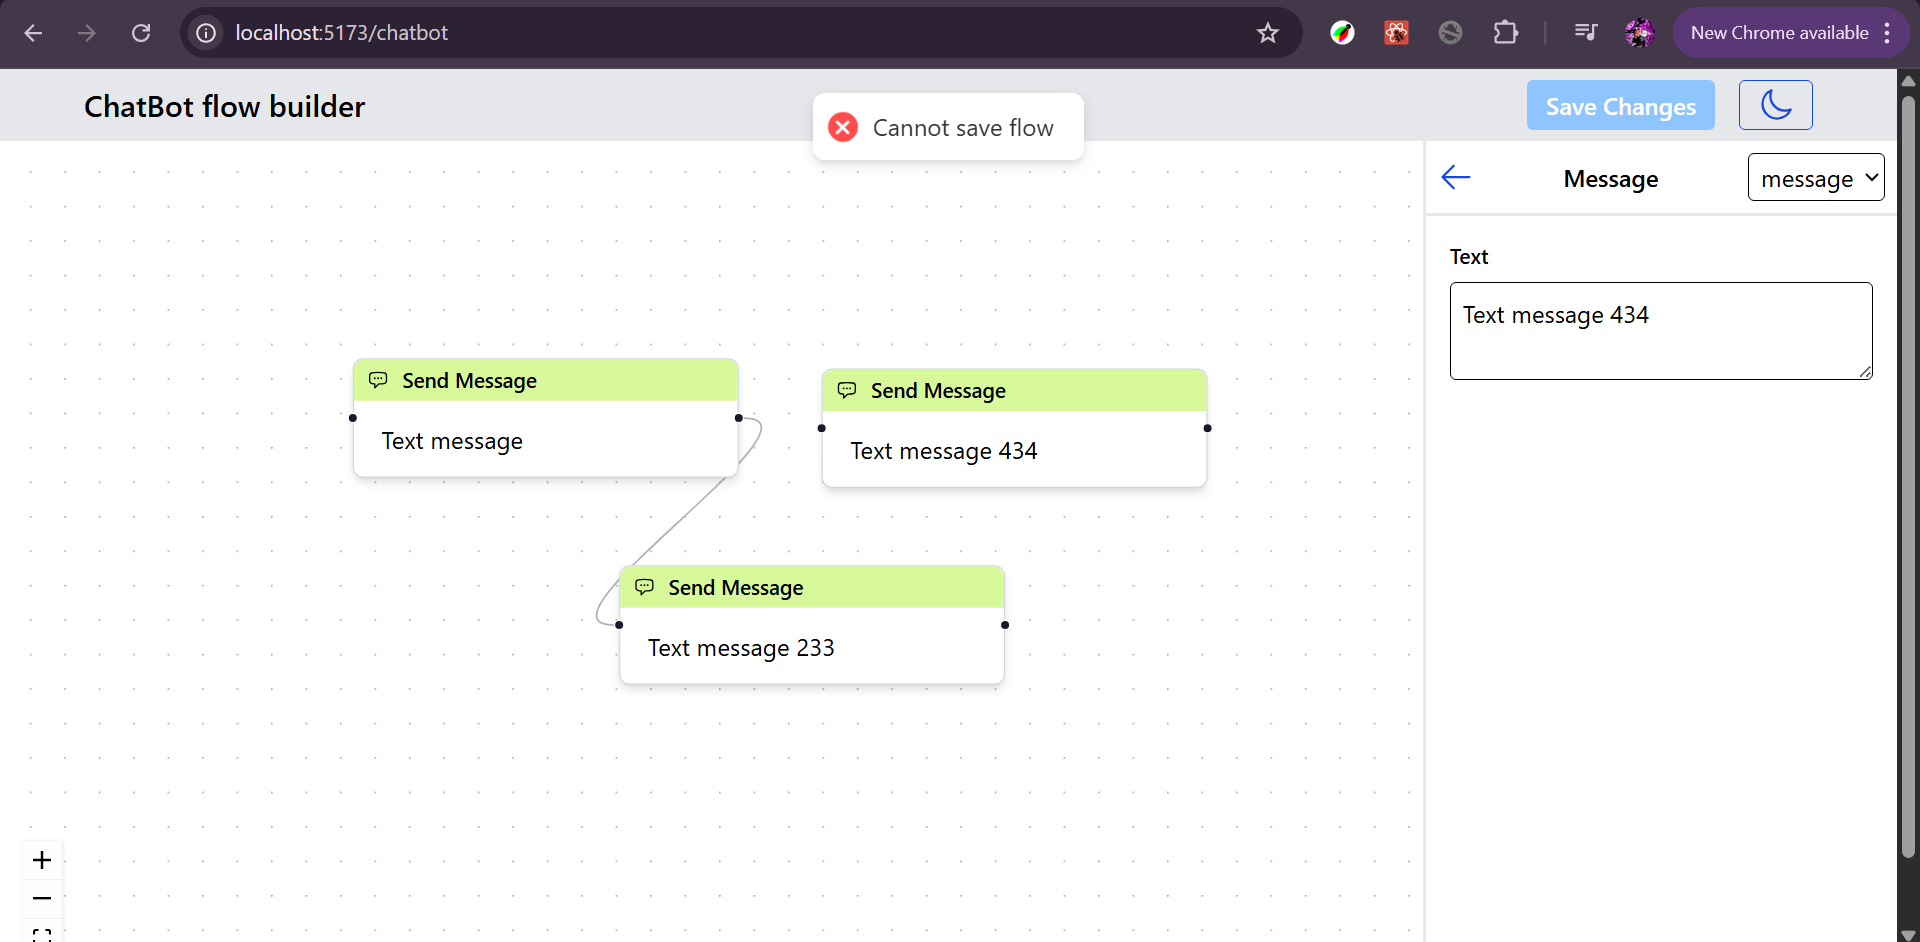 localhost:5173/chatbot
New Chrome available
ChatBot flow builder
Cannot save flow
Save Changes
Message
message
Text
Text message 434
Send Message
Text message
Send Message
Text message 434
Send Message
Text message 233